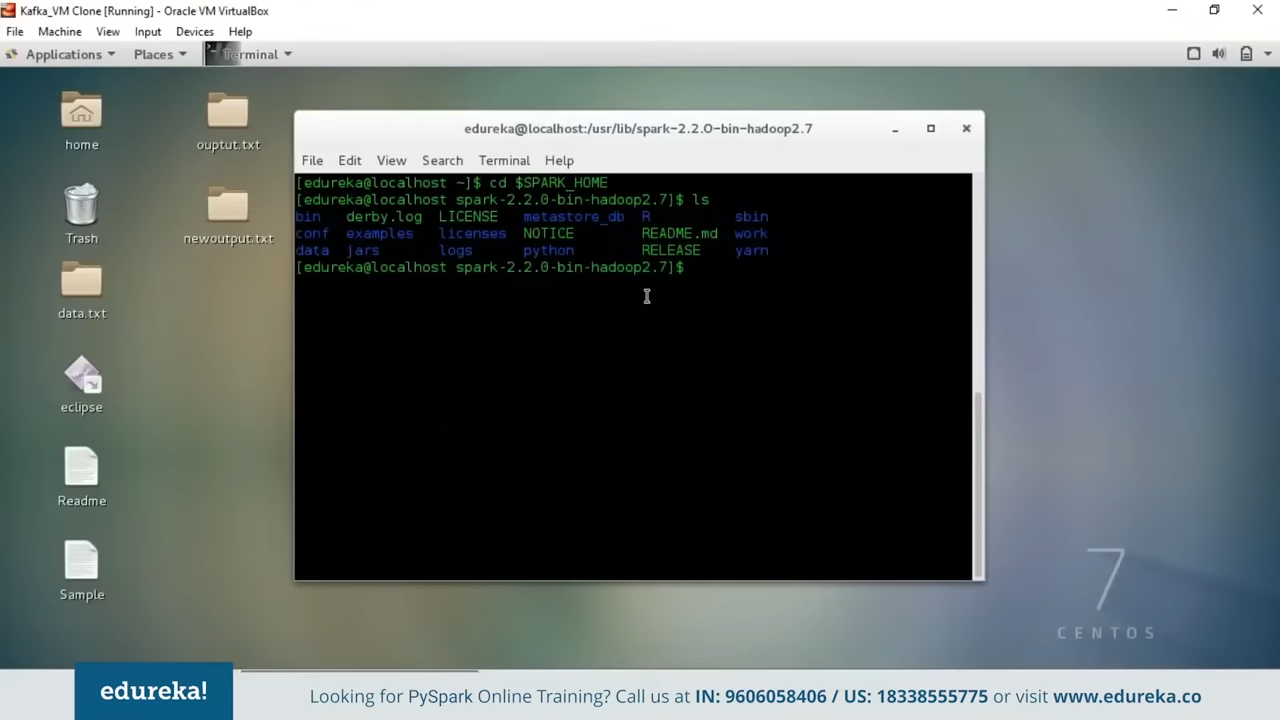 Kafka_VM Clone [Running] - Oracle VM VirtualBox
File Machine View Input Devices Help
Applications Places Terminal
home
ouptut.txt
Trash
newoutput.txt
data.txt
eclipse
Readme
Sample
edureka@localhost:/usr/lib/spark-2.2.0-bin-hadoop2.7
File Edit View Search Terminal Help
[edureka@localhost ~]$ cd $SPARK_HOME
[edureka@localhost spark-2.2.0-bin-hadoop2.7]$ ls
bin derby.log LICENSE metastore_db R sbin
conf examples licenses NOTICE README.md work
data jars logs python RELEASE yarn
[edureka@localhost spark-2.2.0-bin-hadoop2.7]$
7
CENTOS
edureka!
Looking for PySpark Online Training? Call us at IN: 9606058406 / US: 18338555775 or visit www.edureka.co